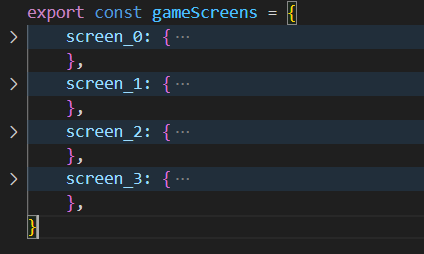 export const gameScreens = {
screen_0: { ···
},
screen_1: { ···
},
screen_2: { ···
},
screen_3: { ···
},
}